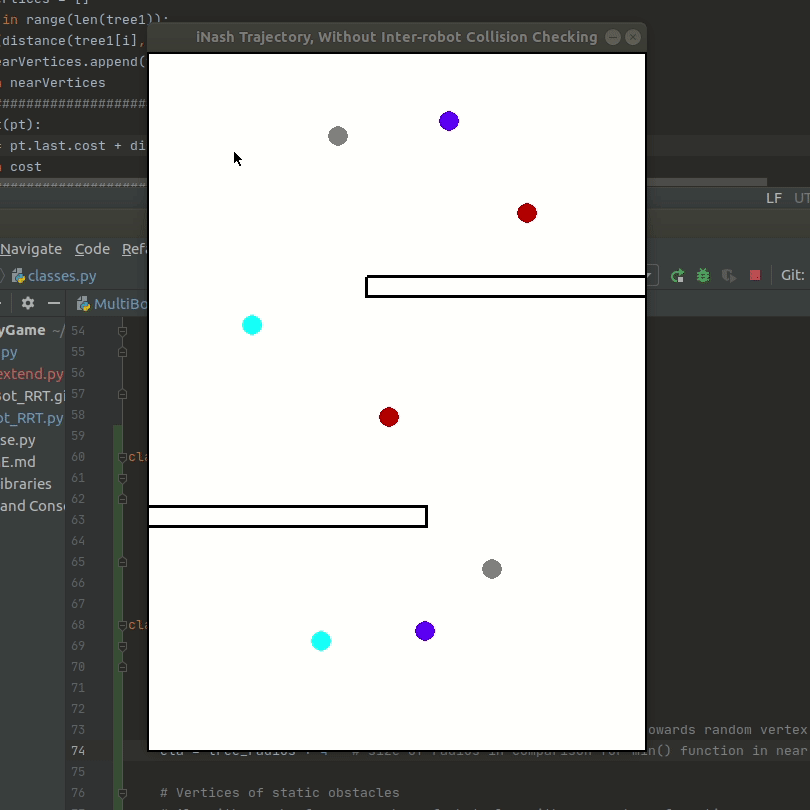 in range(len(tree1)):
iNash Trajectory, Without Inter-robot Collision Checking
(distance(tree1[i],
earVertices.append(
nearVertices
####################
t(pt):
= pt.last.cost + di
cost
####################
LF UT
Navigate Code Refa
classes.py
Git:
MultiBo
yGame ~/
py
extend.py
ot_RRT.gi
ot_RRT.py
se.py
E.md
ibraries
and Conso
54
55
56
57
58
59
60 cla
61
62
63
64
65
66
67
68 cla
69
70
71
72
73 owards random vertex
74 # size of radius in comparison for min() function in near
75
76 # Vertices of static obstacles